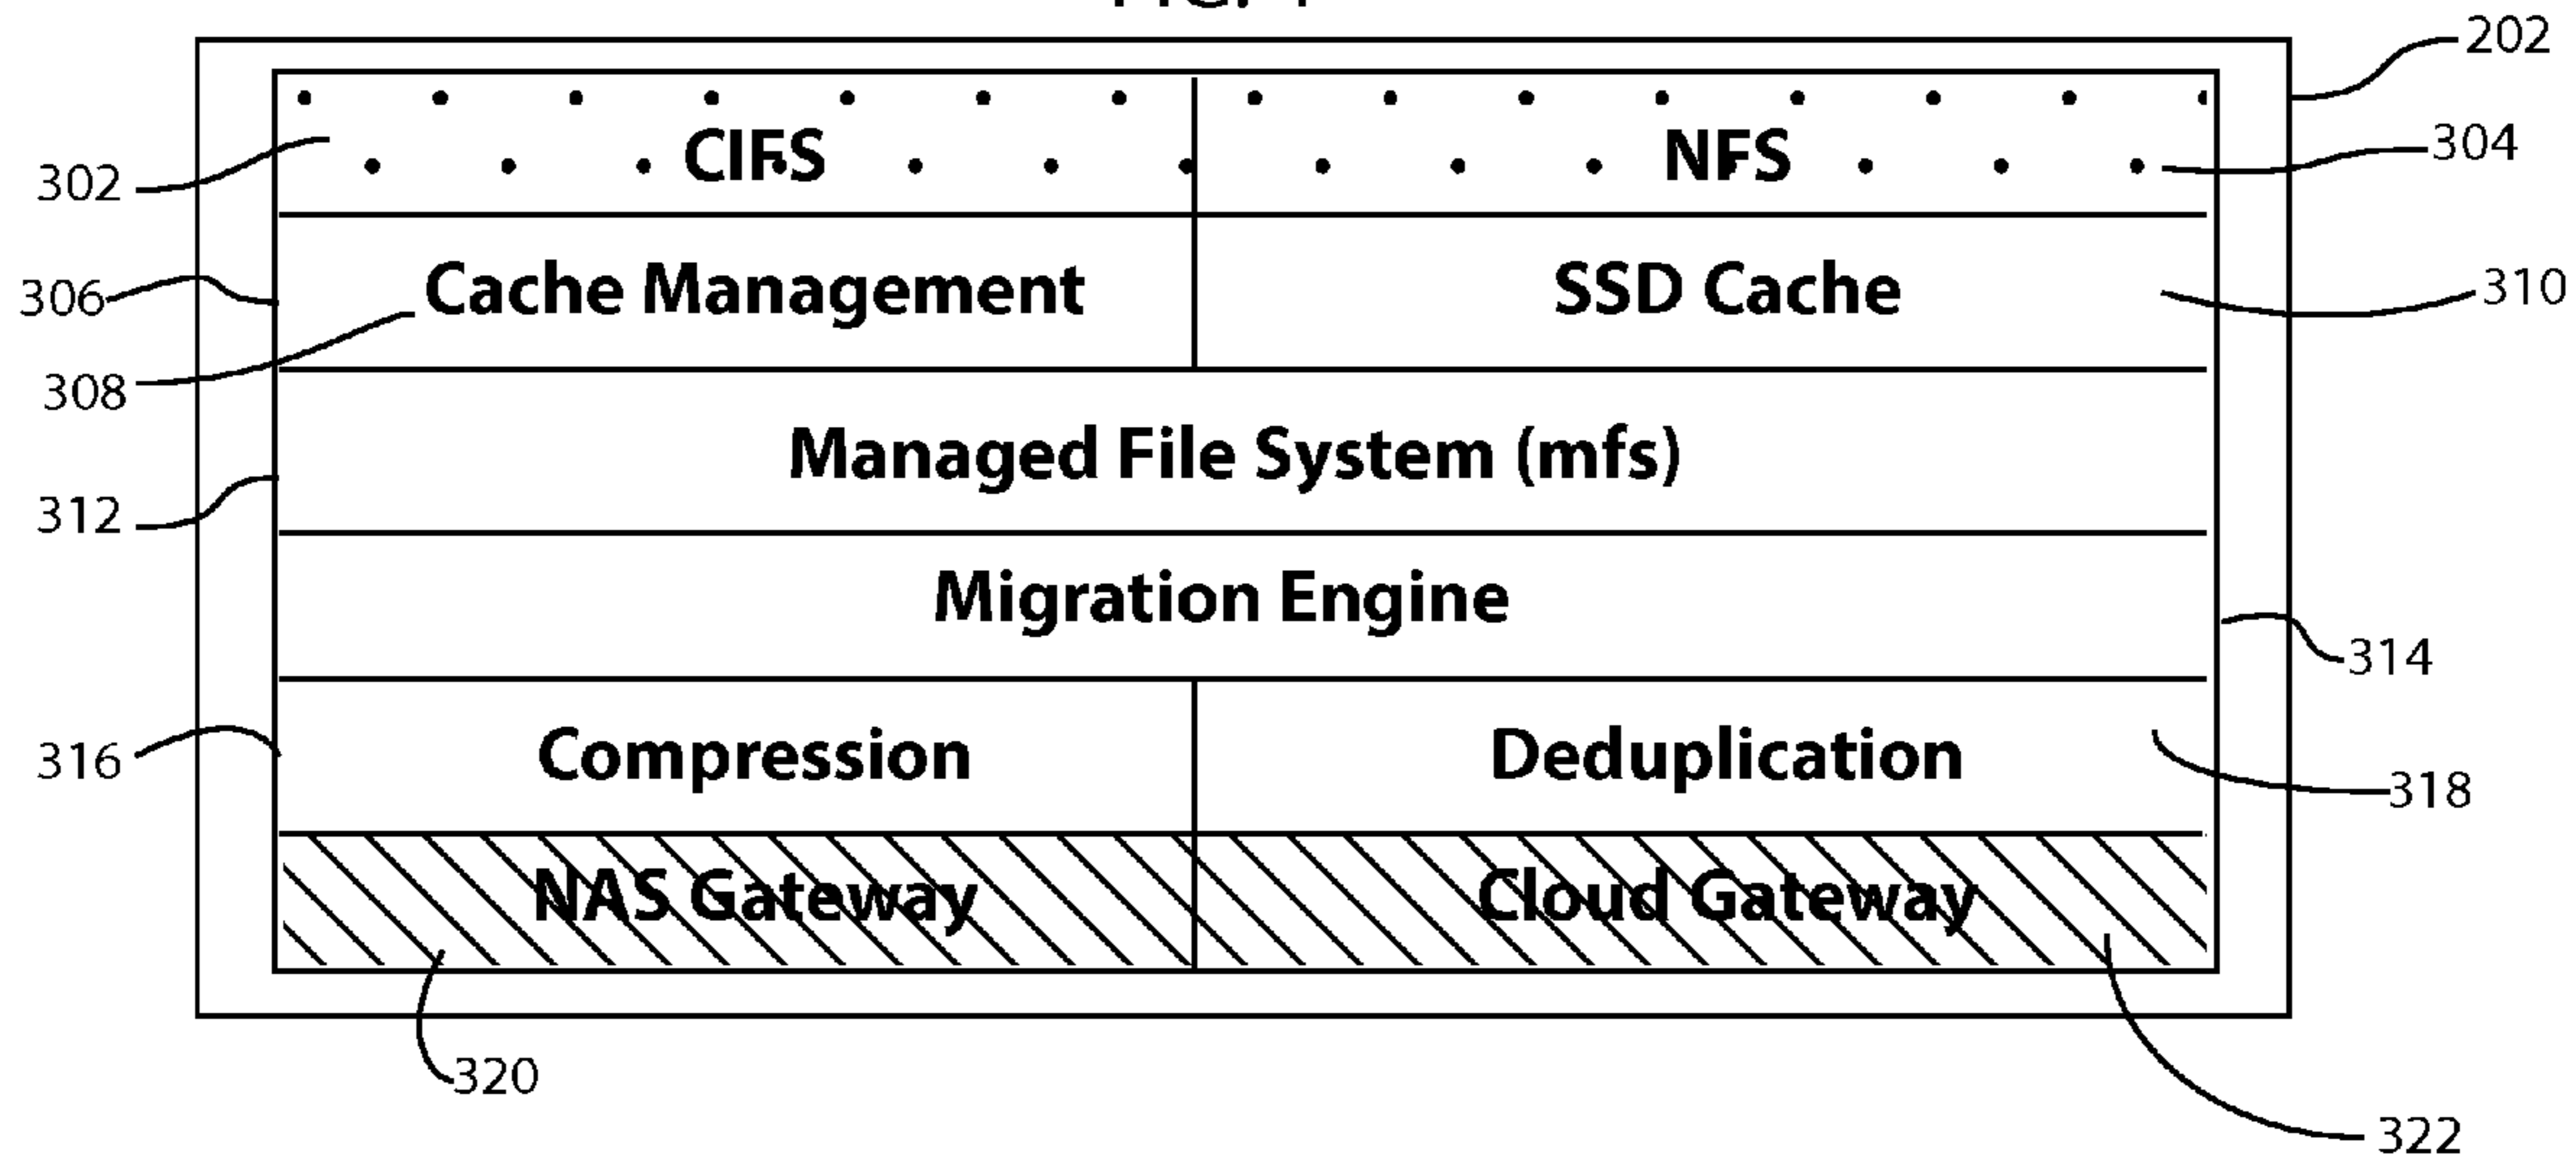 202
302 CIFS NFS 304
306 Cache Management SSD Cache 310
308
Managed File System (mfs)
312
Migration Engine
314
316 Compression Deduplication 318
NAS Gateway Cloud Gateway
320
322